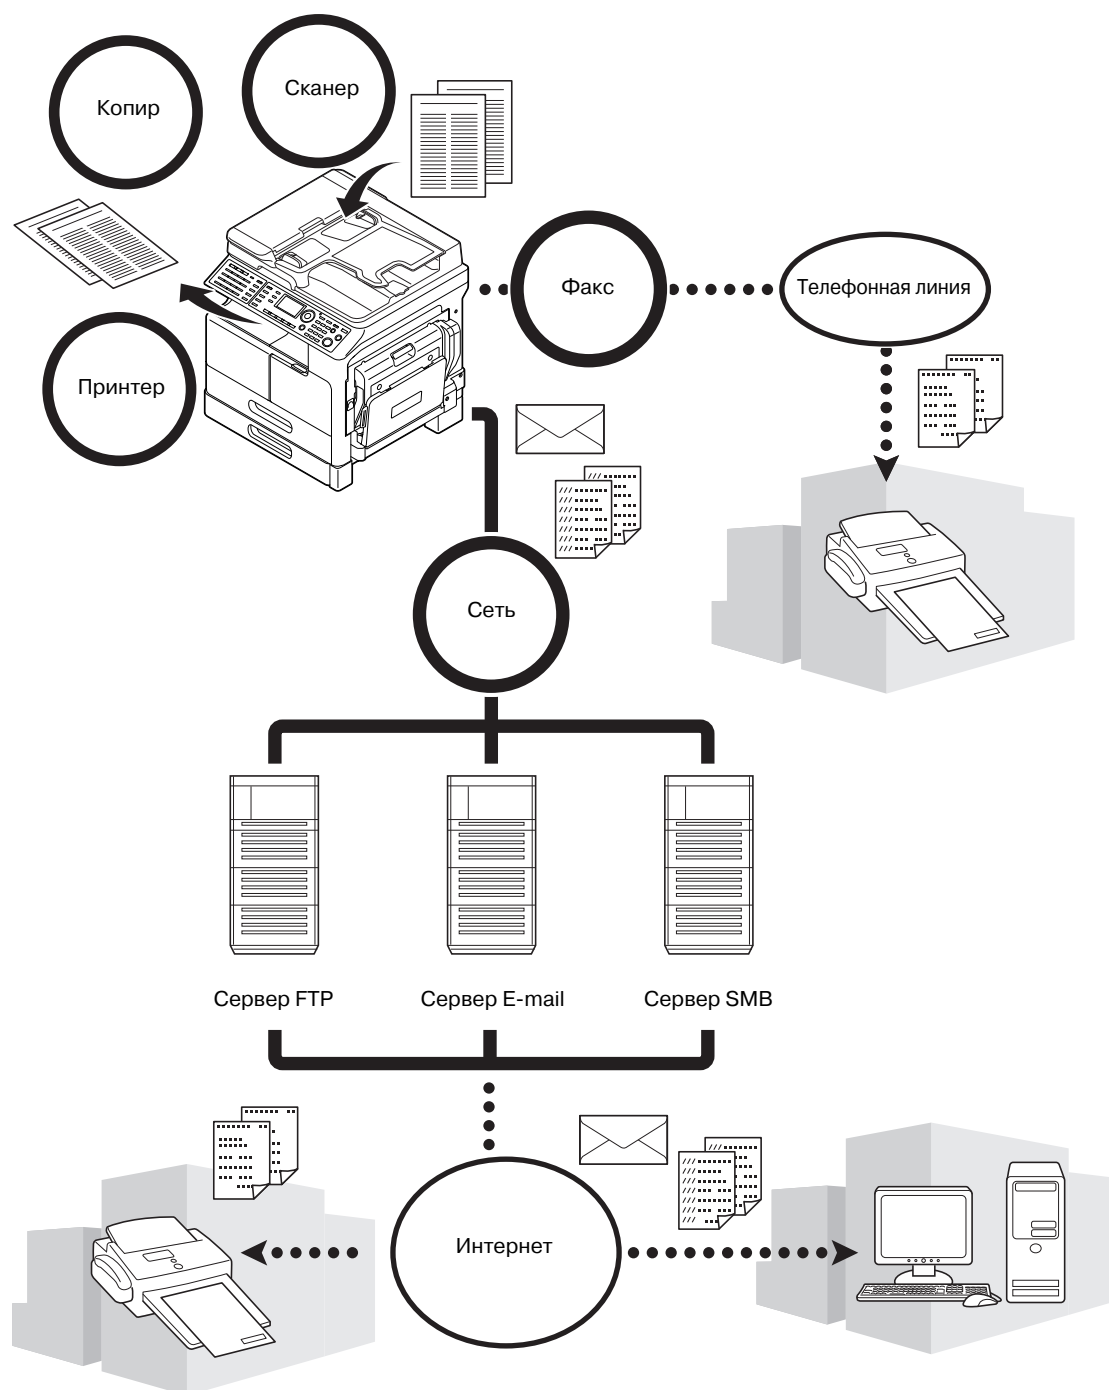 Сканер
Копир
Факс
Телефонная линия
Принтер
Сеть
Сервер FTP
Сервер E-mail
Сервер SMB
Интернет